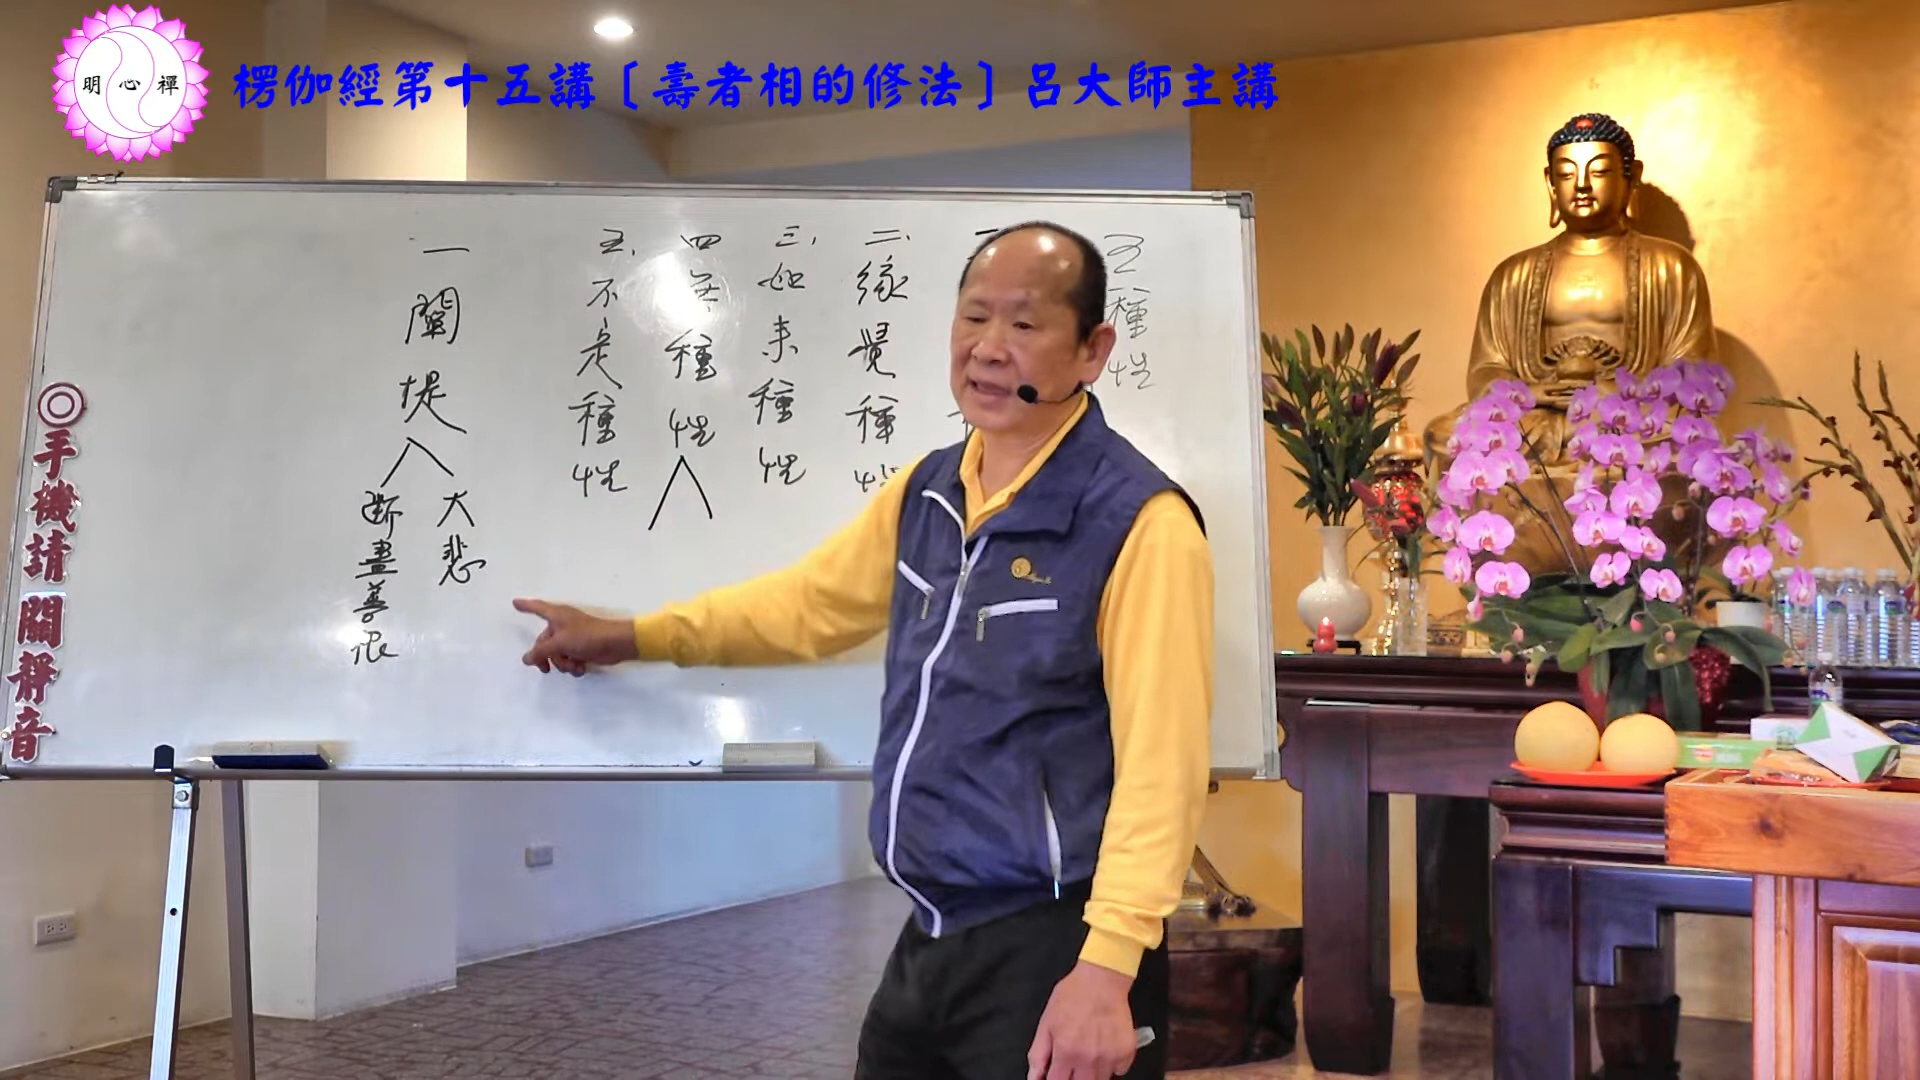 明心禪
楞伽經第十五講〔壽者相的修法〕呂大師主講
五種性
二、緣覺種性
三、如來種性
四無種性
五、不定種性
一闡提
大悲
斷盡善根
◎手機請關靜音